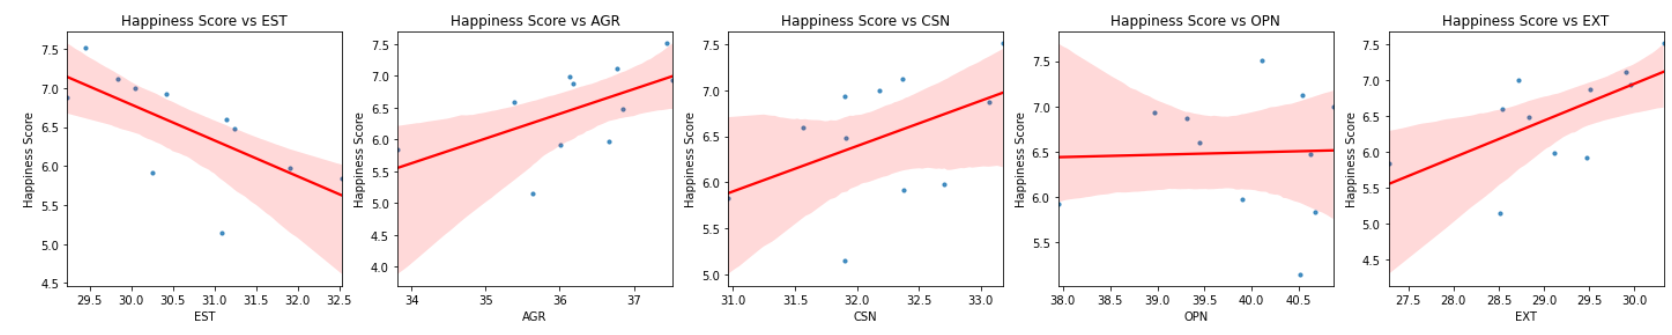 Happiness Score vs EST
7.5
7.0
6.5
6.0
5.5
5.0
4.5
Happiness Score
29.5 30.0 30.5 31.0 31.5 32.0 32.5
EST
Happiness Score vs AGR
7.5
7.0
6.5
6.0
5.5
5.0
4.5
4.0
Happiness Score
34 35 36 37
AGR
Happiness Score vs CSN
7.5
7.0
6.5
6.0
5.5
5.0
Happiness Score
31.0 31.5 32.0 32.5 33.0
CSN
Happiness Score vs OPN
7.5
7.0
6.5
6.0
5.5
Happiness Score
38.0 38.5 39.0 39.5 40.0 40.5
OPN
Happiness Score vs EXT
7.5
7.0
6.5
6.0
5.5
5.0
4.5
Happiness Score
27.5 28.0 28.5 29.0 29.5 30.0
EXT